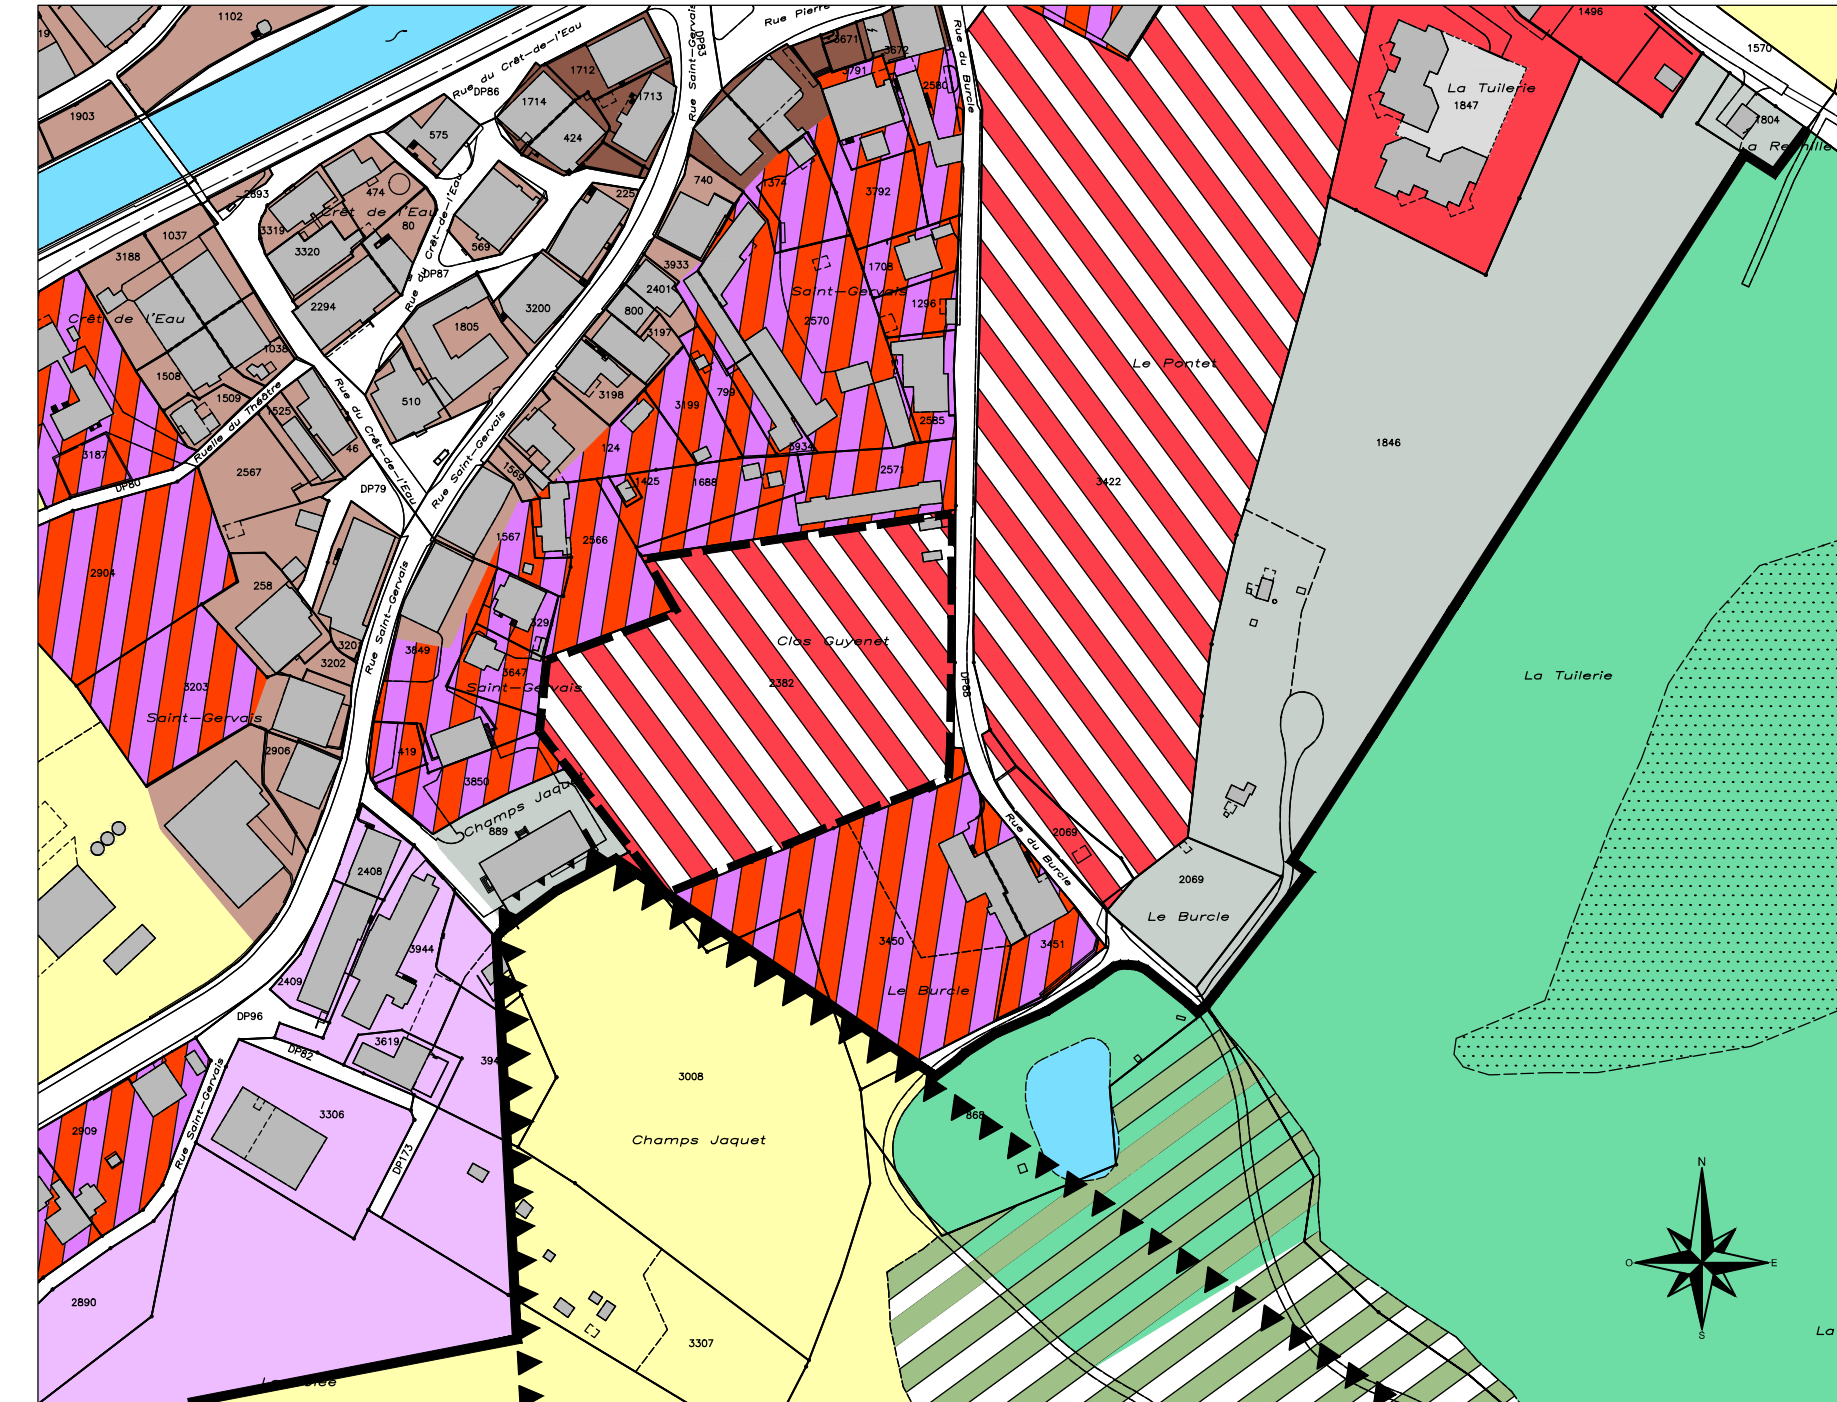 1102
19
1903
Rue du Crêt-de-l'Eau
DP86
1712
1714
1713
424
575
Rue Saint-Gervais
DP83
Rue Pierre
3671
3672
3791
2580
Rue du Burcle
1496
1570
La Tuilerie
1847
1804
2893
474
Crêt de l'Eau
80
3319
3320
1037
3188
Rue du Crêt-de-l'Eau
DP87
569
225
740
1374
3792
3933
2401
800
3197
3200
2294
1805
1708
1296
Saint-Gervais
2570
Crêt de l'Eau
1038
1508
1509
1525
Ruelle du Théâtre
Rue du Crêt-de-l'Eau
510
46
3198
3199
799
2585
Le Pontet
3422
1846
3187
DP80
2567
DP79
Rue Saint-Gervais
1569
124
1425
1688
3934
2571
2904
258
1567
2566
3291
3201
3202
Rue Saint-Gervais
3849
3647
Saint-Gervais
Clos Guyenet
2382
DP88
La Tuilerie
3203
Saint-Gervais
2906
419
3850
Champs Jaquet
889
2069
Rue du Burcle
2069
Le Burcle
2408
3944
2409
3450
3451
Le Burcle
DP96
DP82
3619
3306
DP173
Rue Saint-Gervais
2909
2890
3008
Champs Jaquet
868
3307
N
O
E
S
La